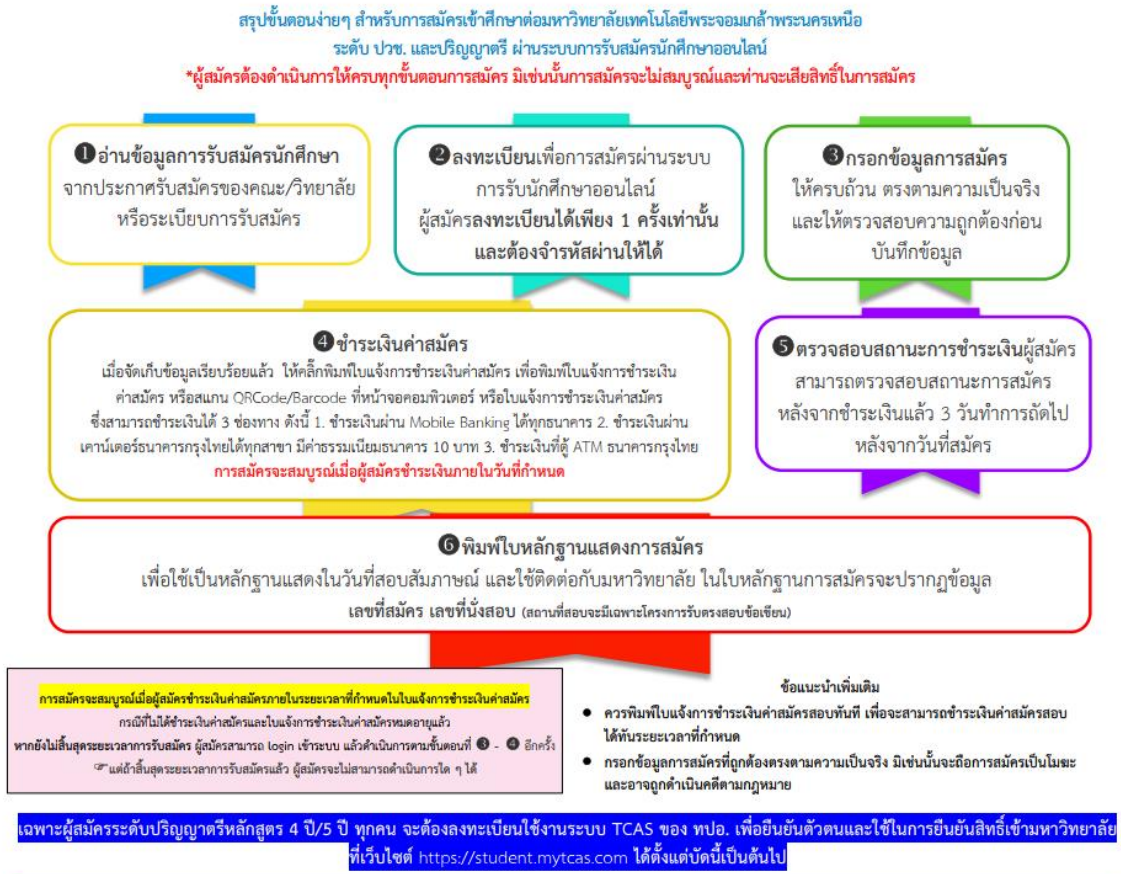 สรุปขั้นตอนง่ายๆ สำหรับการสมัครเข้าศึกษาต่อมหาวิทยาลัยเทคโนโลยีพระจอมเกล้าพระนครเหนือ
ระดับ ปวช. และปริญญาตรี ผ่านระบบการรับสมัครนักศึกษาออนไลน์
*ผู้สมัครต้องดำเนินการให้ครบทุกขั้นตอนการสมัคร มิเช่นนั้นการสมัครจะไม่สมบูรณ์และท่านจะเสียสิทธิ์ในการสมัคร
❶อ่านข้อมูลการรับสมัครนักศึกษา
จากประกาศรับสมัครของคณะ/วิทยาลัย
หรือระเบียบการรับสมัคร
❷ลงทะเบียนเพื่อการสมัครผ่านระบบ
การรับนักศึกษาออนไลน์
ผู้สมัครลงทะเบียนได้เพียง 1 ครั้งเท่านั้น
และต้องจำรหัสผ่านให้ได้
❸กรอกข้อมูลการสมัคร
ให้ครบถ้วน ตรงตามความเป็นจริง
และให้ตรวจสอบความถูกต้องก่อน
บันทึกข้อมูล
❹ชำระเงินค่าสมัคร
เมื่อจัดเก็บข้อมูลเรียบร้อยแล้ว ให้คลิ๊กพิมพ์ใบแจ้งการชำระเงินค่าสมัคร เพื่อพิมพ์ใบแจ้งการชำระเงิน
ค่าสมัคร หรือสแกน QRCode/Barcode ที่หน้าจอคอมพิวเตอร์ หรือใบแจ้งการชำระเงินค่าสมัคร
ซึ่งสามารถชำระเงินได้ 3 ช่องทาง ดังนี้ 1. ชำระเงินผ่าน Mobile Banking ได้ทุกธนาคาร 2. ชำระเงินผ่าน
เคาน์เตอร์ธนาคารกรุงไทยได้ทุกสาขา มีค่าธรรมเนียมธนาคาร 10 บาท 3. ชำระเงินที่ตู้ ATM ธนาคารกรุงไทย
การสมัครจะสมบูรณ์เมื่อผู้สมัครชำระเงินภายในวันที่กำหนด
❺ตรวจสอบสถานะการชำระเงินผู้สมัคร
สามารถตรวจสอบสถานะการสมัคร
หลังจากชำระเงินแล้ว 3 วันทำการถัดไป
หลังจากวันที่สมัคร
❻พิมพ์ใบหลักฐานแสดงการสมัคร
เพื่อใช้เป็นหลักฐานแสดงในวันที่สอบสัมภาษณ์ และใช้ติดต่อกับมหาวิทยาลัย ในใบหลักฐานการสมัครจะปรากฏข้อมูล
เลขที่สมัคร เลขที่นั่งสอบ (สถานที่สอบจะมีเฉพาะโครงการรับตรงสอบข้อเขียน)
การสมัครจะสมบูรณ์เมื่อผู้สมัครชำระเงินค่าสมัครภายในระยะเวลาที่กำหนดในใบแจ้งการชำระเงินค่าสมัคร
กรณีที่ไม่ได้ชำระเงินค่าสมัครและใบแจ้งการชำระเงินค่าสมัครหมดอายุแล้ว
หากยังไม่สิ้นสุดระยะเวลาการรับสมัคร ผู้สมัครสามารถ login เข้าระบบ แล้วดำเนินการตามขั้นตอนที่ ❸ - ❹ อีกครั้ง
☞แต่ถ้าสิ้นสุดระยะเวลาการรับสมัครแล้ว ผู้สมัครจะไม่สามารถดำเนินการใด ๆ ได้
ข้อแนะนำเพิ่มเติม
● ควรพิมพ์ใบแจ้งการชำระเงินค่าสมัครสอบทันที เพื่อจะสามารถชำระเงินค่าสมัครสอบ
ได้ทันระยะเวลาที่กำหนด
● กรอกข้อมูลการสมัครที่ถูกต้องตรงตามความเป็นจริง มิเช่นนั้นจะถือการสมัครเป็นโมฆะ
และอาจถูกดำเนินคดีตามกฎหมาย
เฉพาะผู้สมัครระดับปริญญาตรีหลักสูตร 4 ปี/5 ปี ทุกคน จะต้องลงทะเบียนใช้งานระบบ TCAS ของ ทปอ. เพื่อยืนยันตัวตนและใช้ในการยืนยันสิทธิ์เข้ามหาวิทยาลัย
ที่เว็บไซต์ https://student.mytcas.com ได้ตั้งแต่บัดนี้เป็นต้นไป